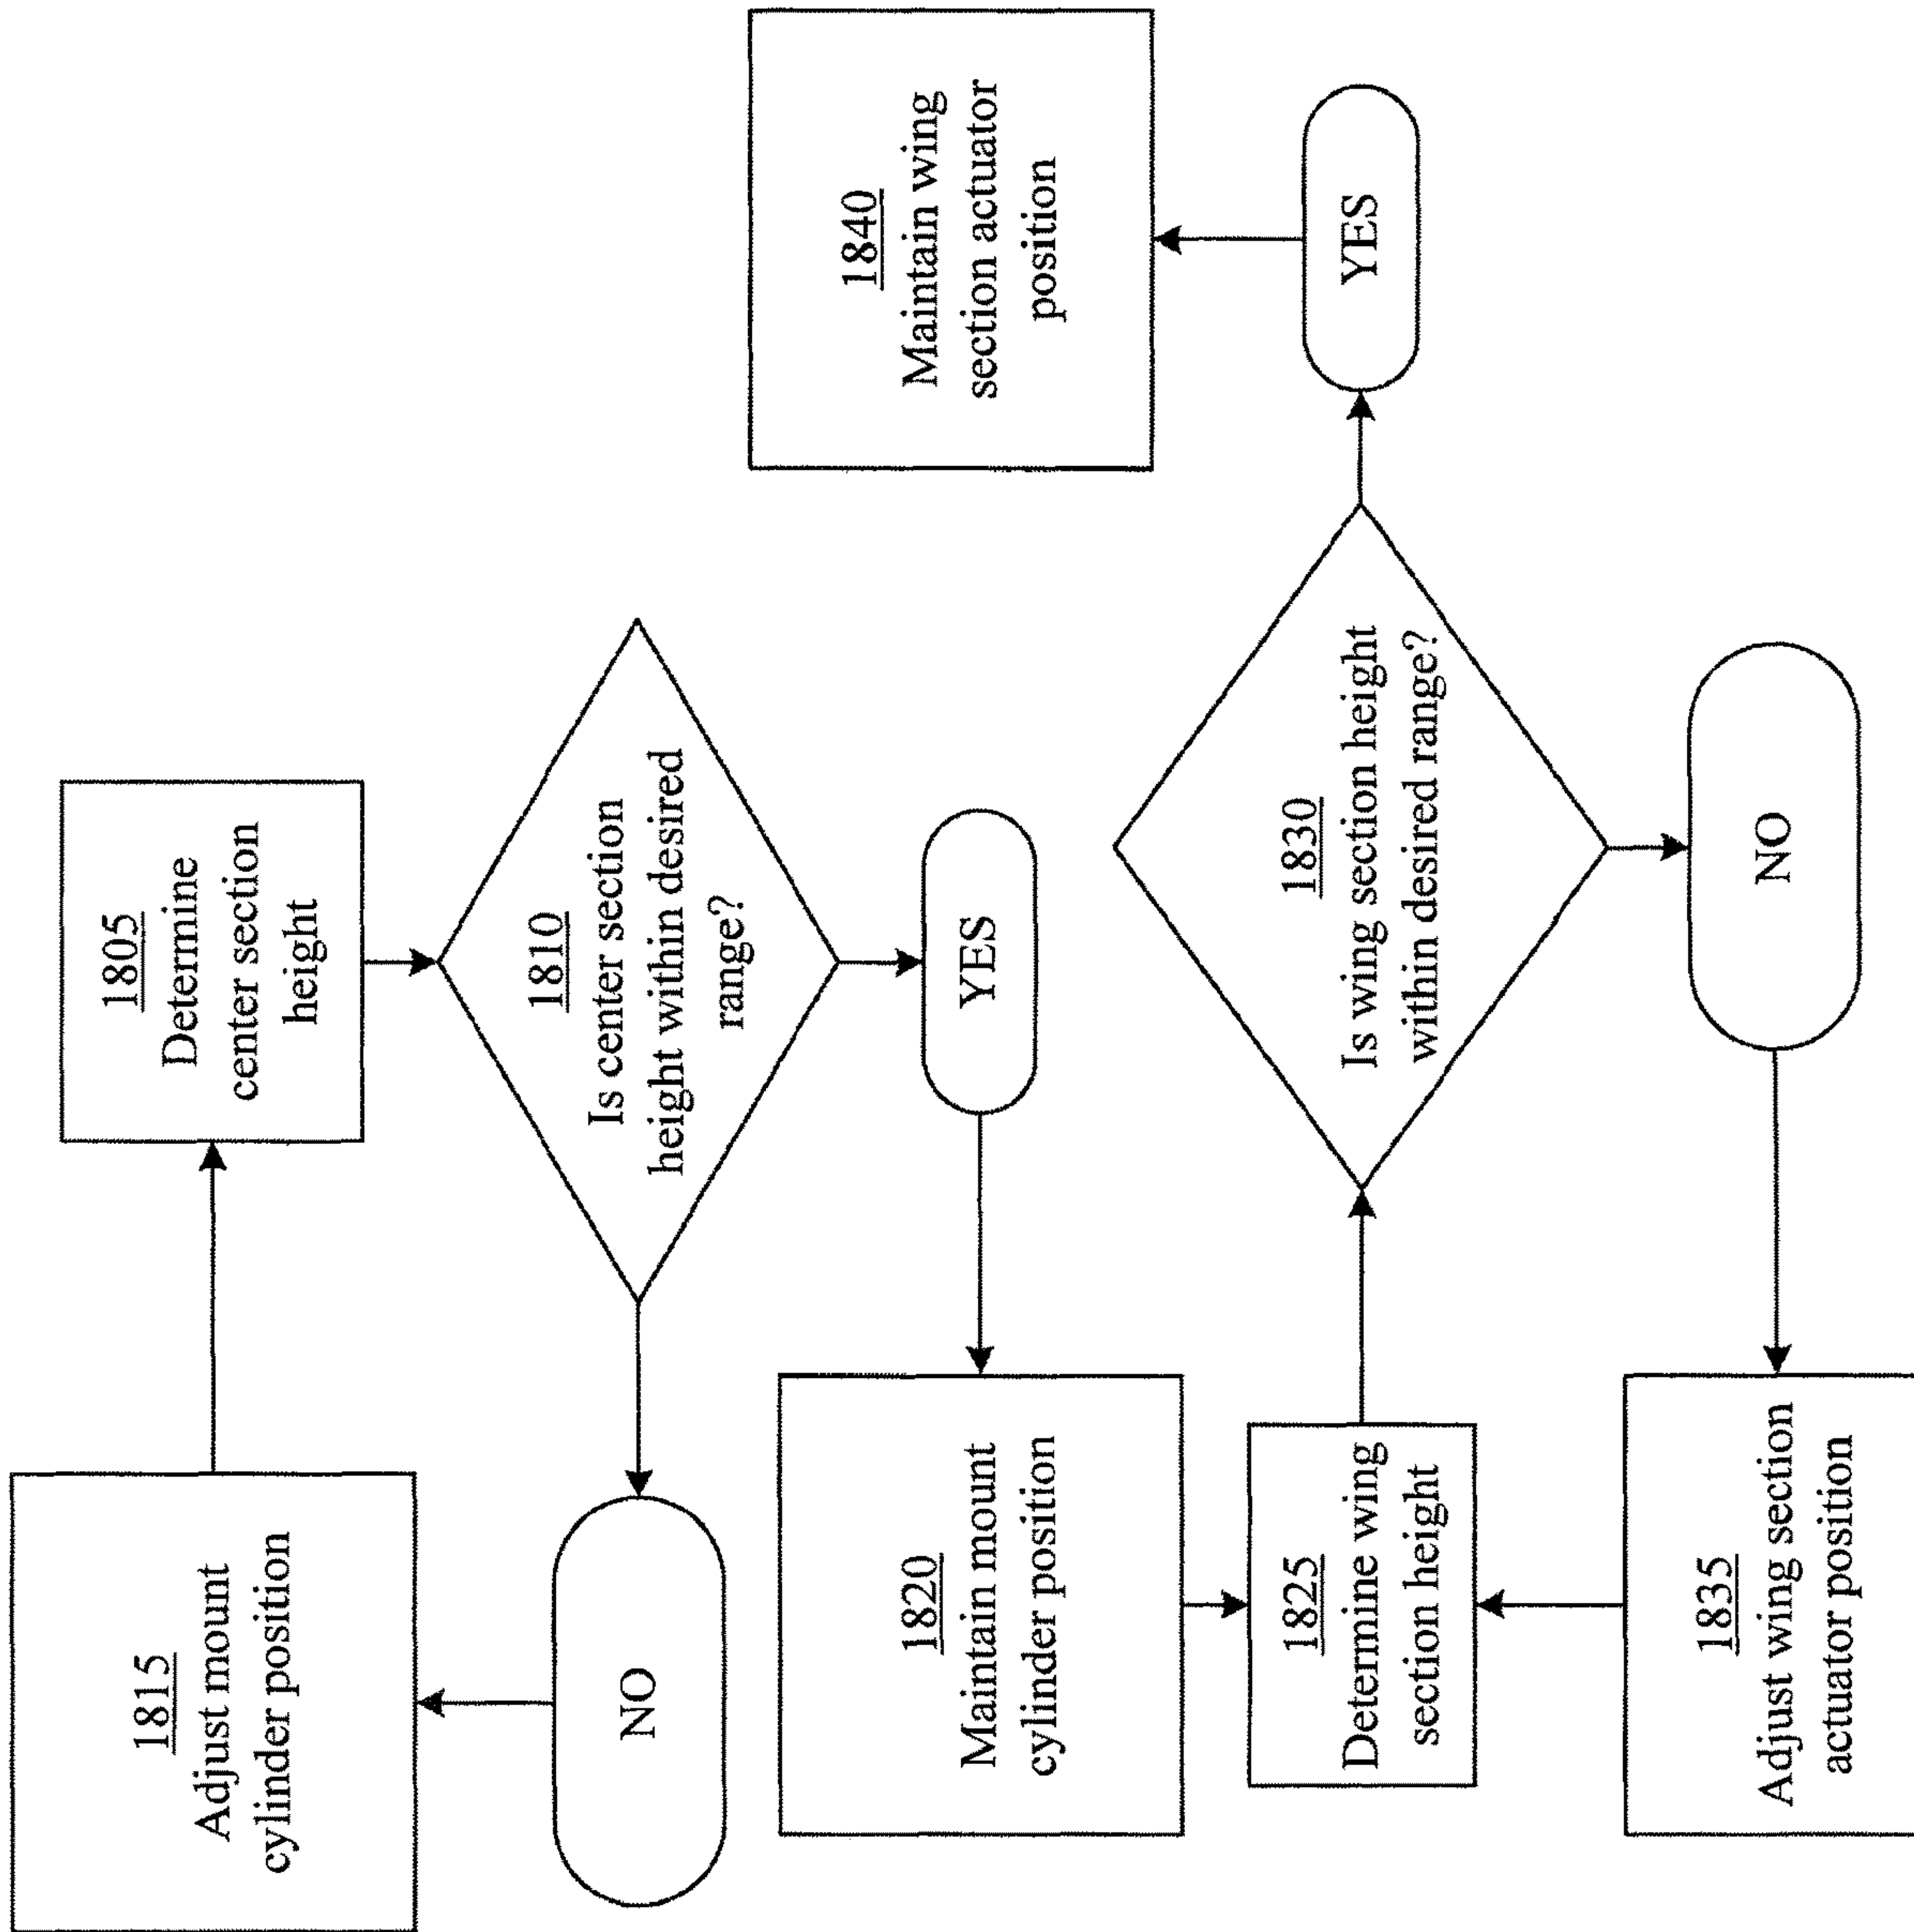 1805
Determine
center section
height
1810
Is center section
height within desired
range?
NO
1815
Adjust mount
cylinder position
YES
1820
Maintain mount
cylinder position
1825
Determine wing
section height
1830
Is wing section height
within desired range?
NO
1835
Adjust wing section
actuator position
YES
1840
Maintain wing
section actuator
position